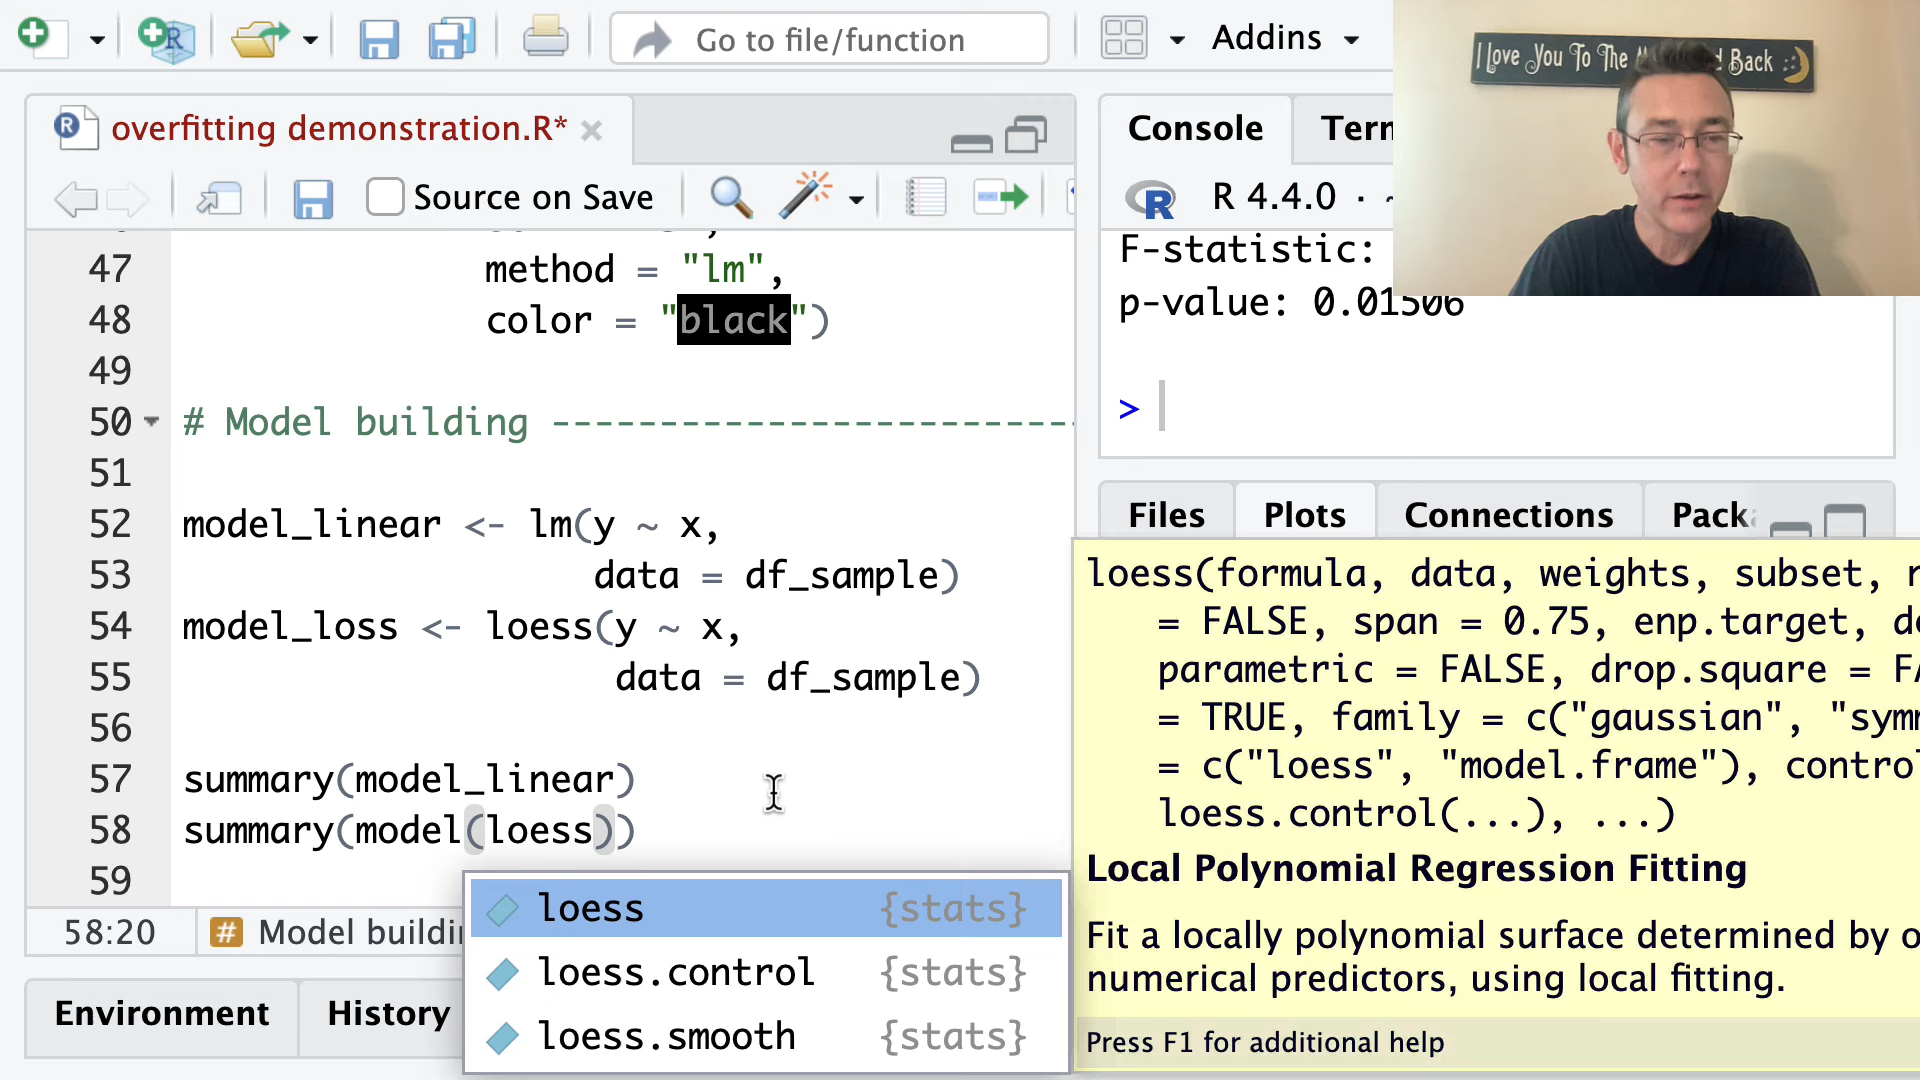 Go to file/function
Addins
I love You To The
Back
overfitting demonstration.R*
Source on Save
47 method = "lm",
48 color = "black")
49
50 # Model building ------------------------
51
52 model_linear <- lm(y ~ x,
53 data = df_sample)
54 model_loss <- loess(y ~ x,
55 data = df_sample)
56
57 summary(model_linear)
58 summary(model(loess))
59
58:20
loess {stats}
loess.control {stats}
loess.smooth {stats}
Environment
History
Console
R 4.4.0 · ~
F-statistic:
p-value: 0.01506
>
Files
Plots
Connections
loess(formula, data, weights, subset,
= FALSE, span = 0.75, enp.target,
parametric = FALSE, drop.square =
= TRUE, family = c("gaussian",
= c("loess", "model.frame"),
loess.control(...), ...)
Local Polynomial Regression Fitting
Fit a locally polynomial surface determined by
numerical predictors, using local fitting.
Press F1 for additional help